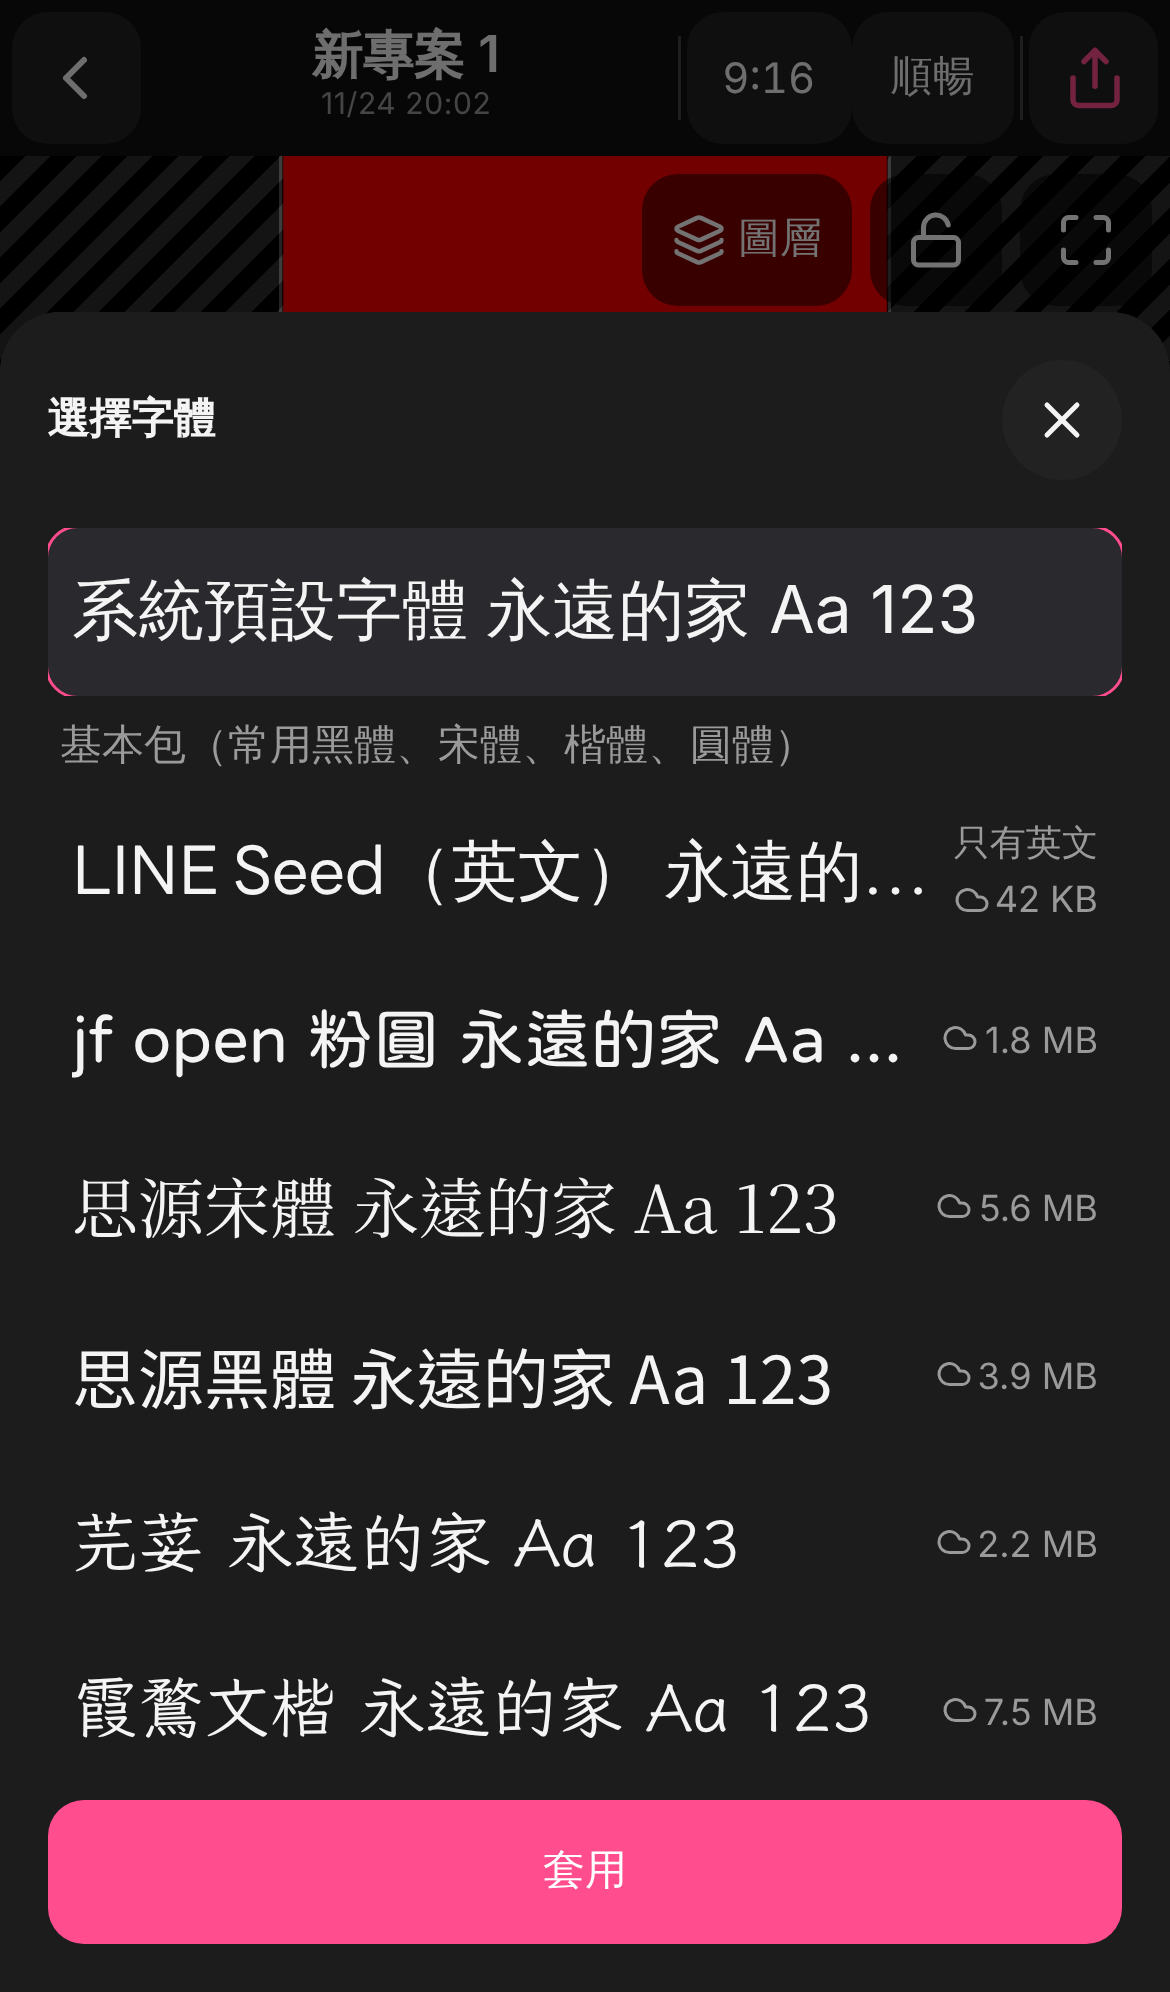 新專案 1
11/24 20:02
9:16
順暢
圖層
選擇字體
系統預設字體 永遠的家 Aa 123
基本包（常用黑體、宋體、楷體、圓體）
LINE Seed（英文） 永遠的...
只有英文
42 KB
jf open 粉圓 永遠的家 Aa ...
1.8 MB
思源宋體 永遠的家 Aa 123
5.6 MB
思源黑體 永遠的家 Aa 123
3.9 MB
芫荽 永遠的家 Aa 123
2.2 MB
霞鶩文楷 永遠的家 Aa 123
7.5 MB
套用